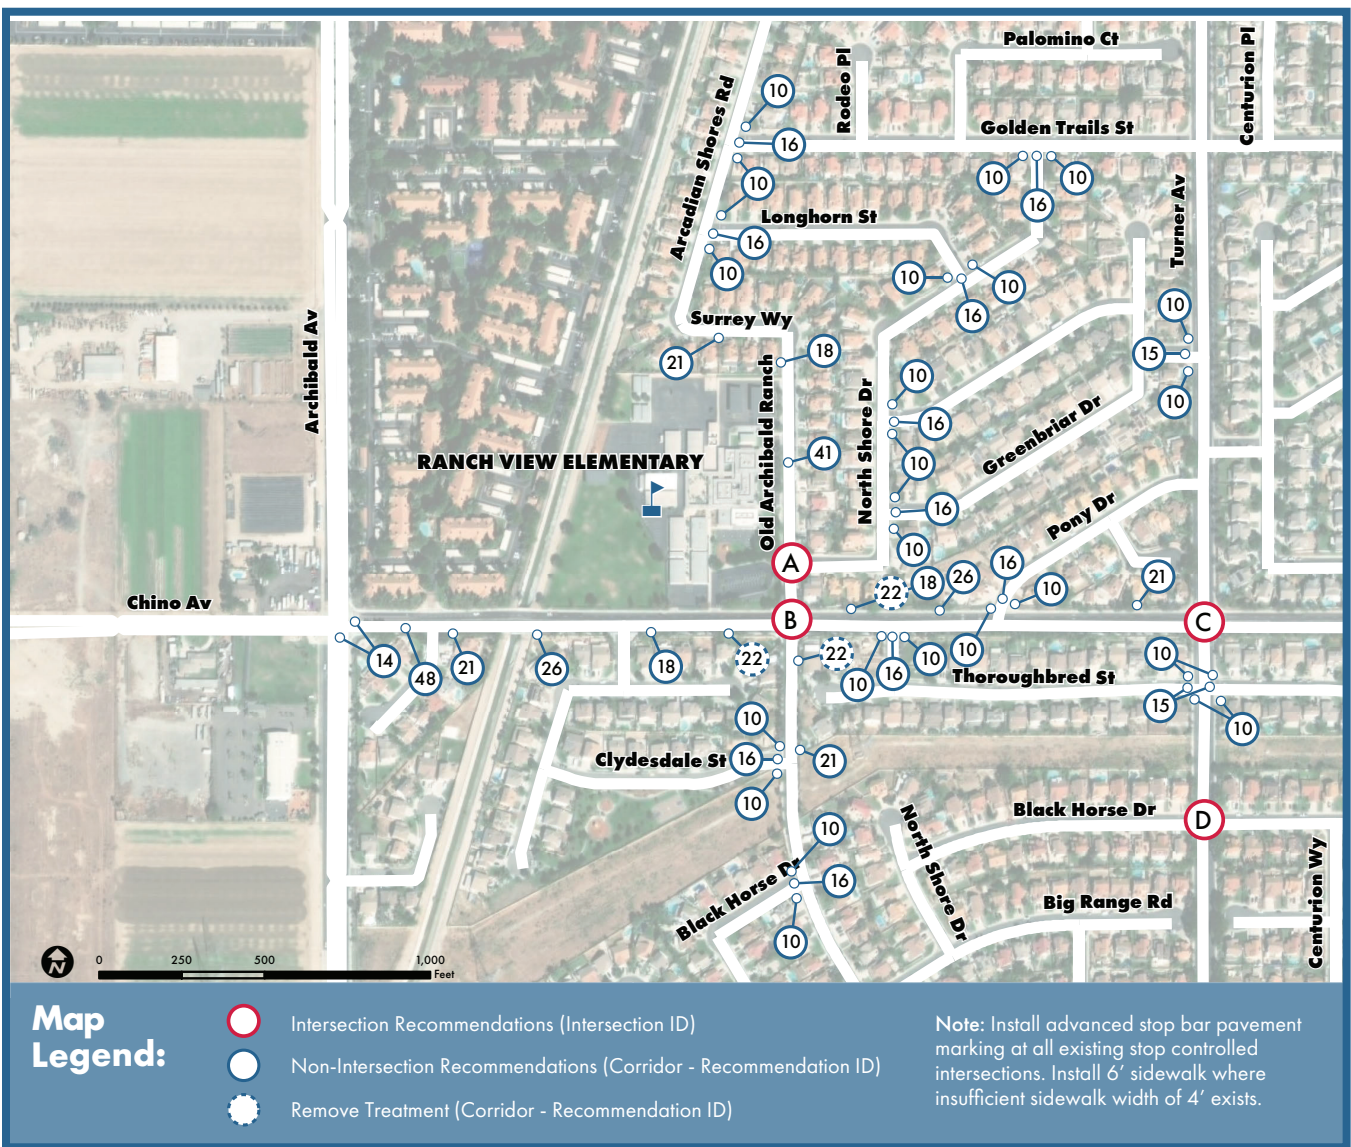 Palomino Ct
Rodeo Pl
Centurion Pl
Arcadian Shores Rd
10
Golden Trails St
16
10
10
10
16
Turner Av
Longhorn St
16
10
10
10
16
Archibald Av
Surrey Wy
21
18
10
15
10
Old Archibald Ranch
North Shore Dr
10
16
Greenbriar Dr
RANCH VIEW ELEMENTARY
41
10
16
Pony Dr
10
A
16
22
18
26
10
21
Chino Av
B
C
14
48
21
26
18
22
22
10
16
10
10
Thoroughbred St
10
15
10
10
Clydesdale St
16
21
10
10
Black Horse Dr
16
10
North Shore Dr
Black Horse Dr
D
Big Range Rd
Centurion Wy
N
0 250 500 1,000
Feet
Map
Legend:
Intersection Recommendations (Intersection ID)
Non-Intersection Recommendations (Corridor - Recommendation ID)
Remove Treatment (Corridor - Recommendation ID)
Note: Install advanced stop bar pavement
marking at all existing stop controlled
intersections. Install 6’ sidewalk where
insufficient sidewalk width of 4’ exists.